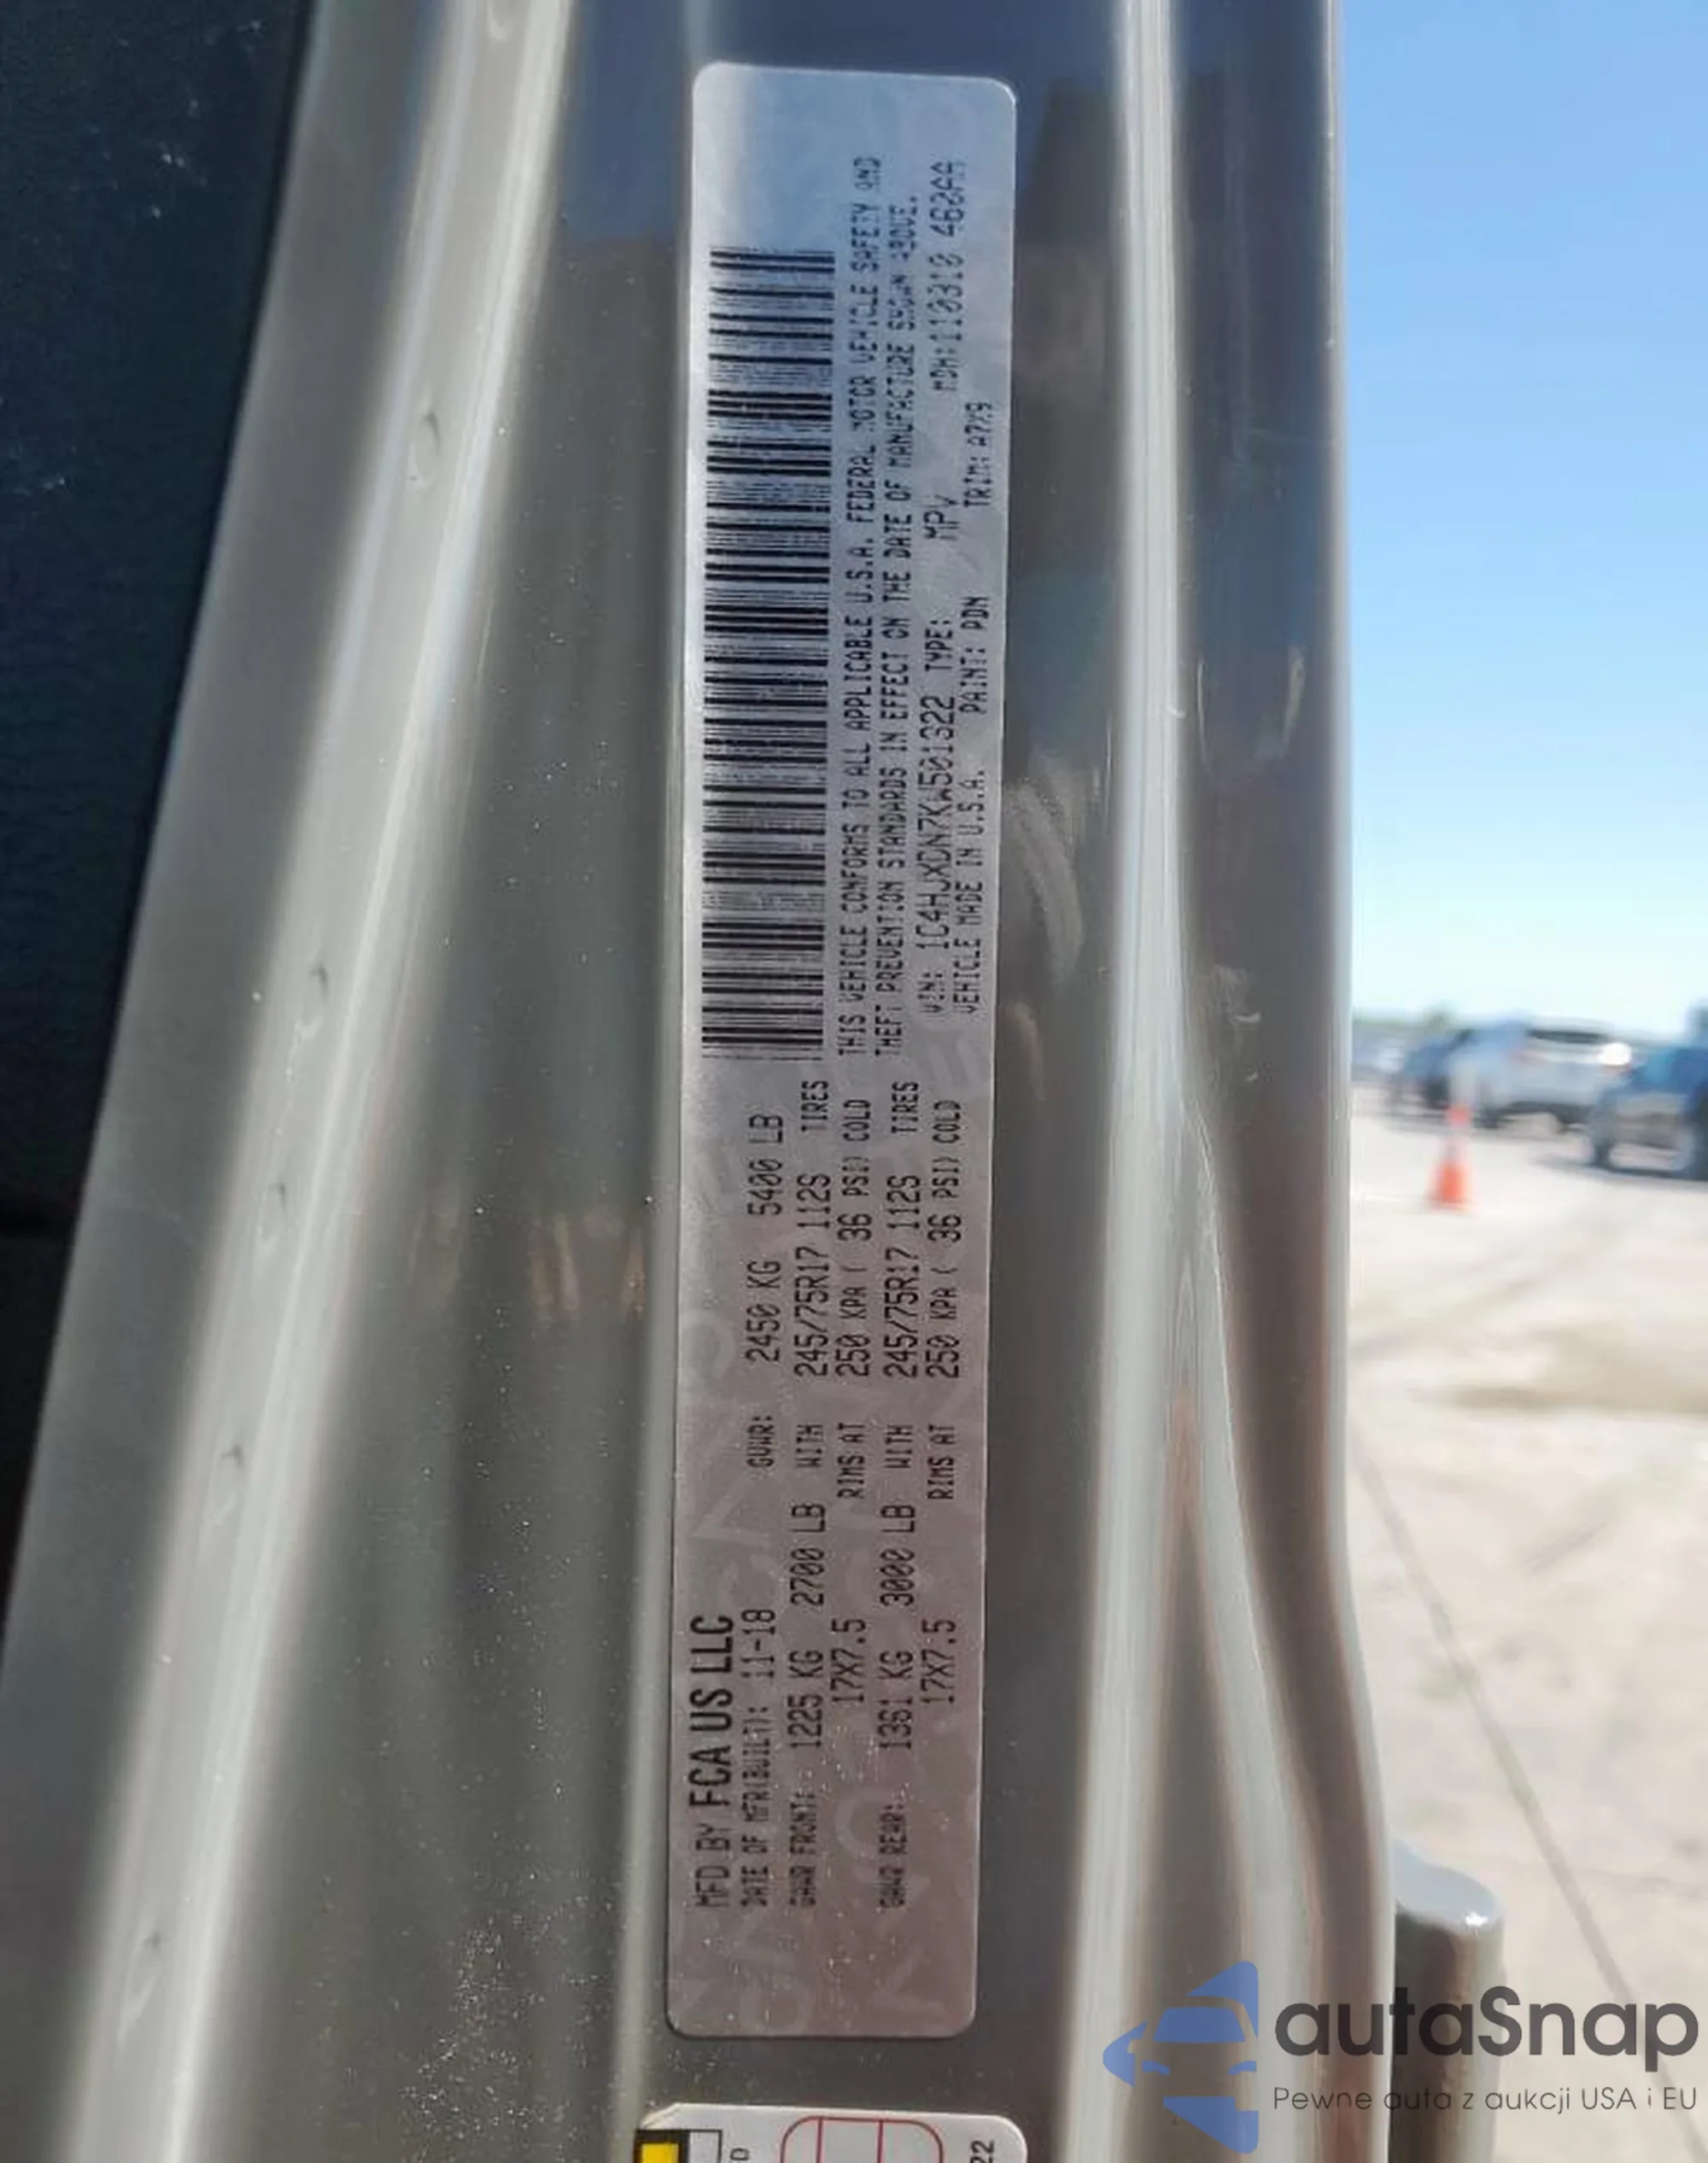 MFD BY FCA US LLC
DATE OF MFR(BUILT): 11-18 GVWR: 2450 KG 5400 LB
GAWR FRONT: 1225 KG 2700 LB WITH 245/75R17 112S TIRES
17X7.5 RIMS AT 250 KPA ( 36 PSI) COLD
GAWR REAR: 1361 KG 3000 LB WITH 245/75R17 112S TIRES
17X7.5 RIMS AT 250 KPA ( 36 PSI) COLD
THIS VEHICLE CONFORMS TO ALL APPLICABLE U.S.A. FEDERAL MOTOR VEHICLE SAFETY AND
THEFT PREVENTION STANDARDS IN EFFECT ON THE DATE OF MANUFACTURE SHOWN ABOVE.
VIN: 1C4HJXDN7KW501322 TYPE: MPV MDH:110310 460AA
VEHICLE MADE IN U.S.A. PAINT: PDN TRIM: A7X9
22
autaSnap
Pewne auta z aukcji USA i EU